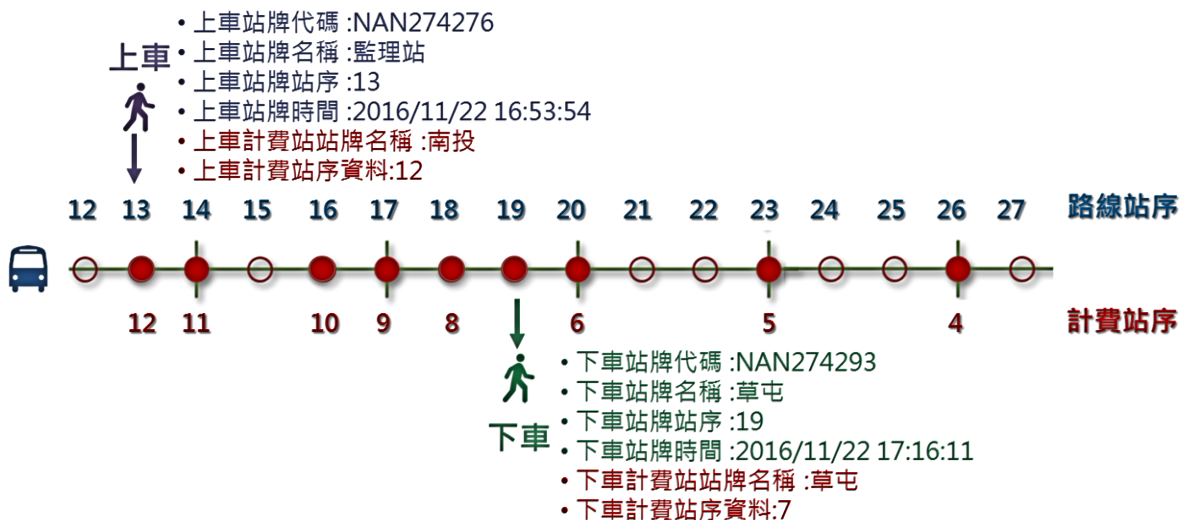 上車
• 上車站牌代碼 :NAN274276
• 上車站牌名稱 :監理站
• 上車站牌站序 :13
• 上車站牌時間 :2016/11/22 16:53:54
• 上車計費站站牌名稱 :南投
• 上車計費站序資料:12
12 13 14 15 16 17 18 19 20 21 22 23 24 25 26 27 路線站序
12 11 10 9 8 6 5 4 計費站序
下車
• 下車站牌代碼 :NAN274293
• 下車站牌名稱 :草屯
• 下車站牌站序 :19
• 下車站牌時間 :2016/11/22 17:16:11
• 下車計費站站牌名稱 :草屯
• 下車計費站序資料:7